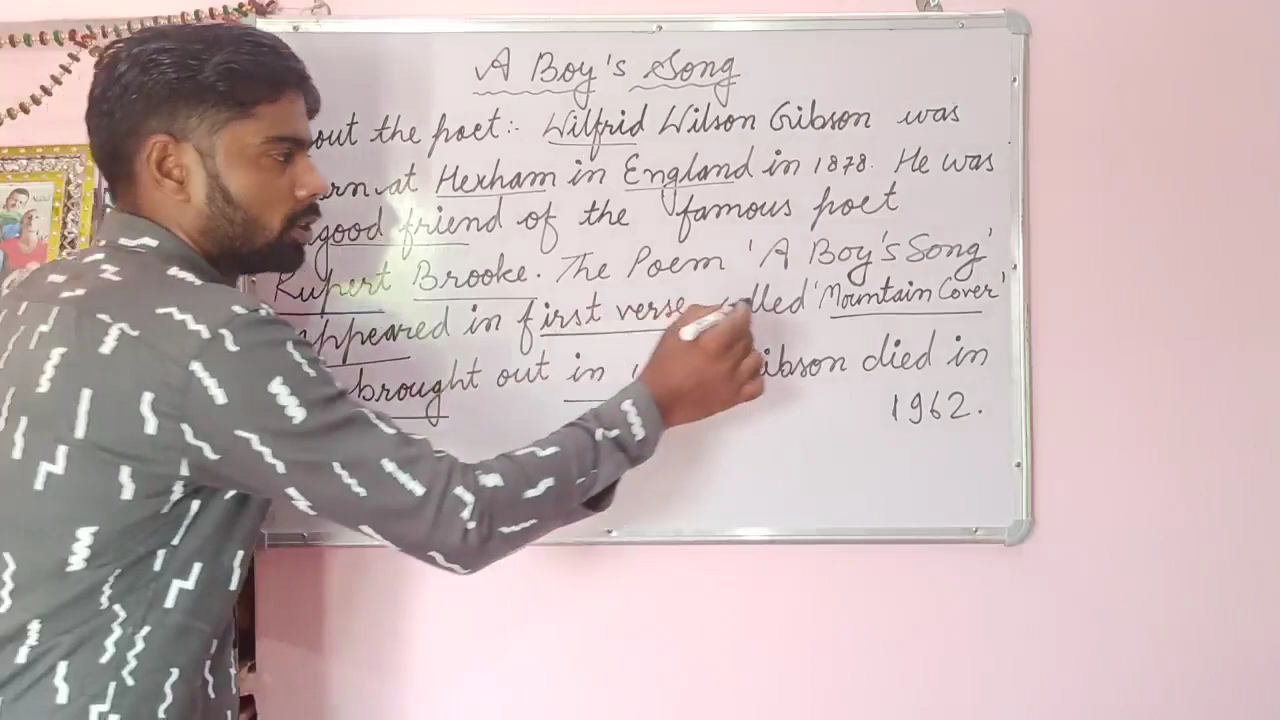 A Boy's Song
out the poet:- Wilfrid Wilson Gibson was
rn at Hexham in England in 1878. He was
good friend of the famous poet
Rupert Brooke. The Poem 'A Boy's Song'
appeared in first verse called 'Mountain Cover'
brought out in ibson died in
1962.